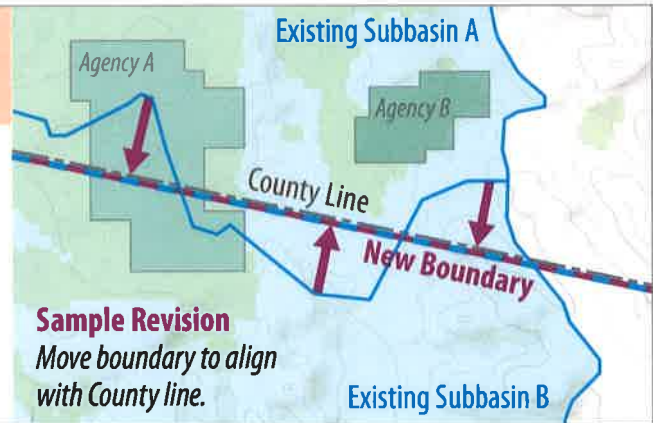 Existing Subbasin A
Agency A
Agency B
County Line
New Boundary
Sample Revision
Move boundary to align
with County line.
Existing Subbasin B